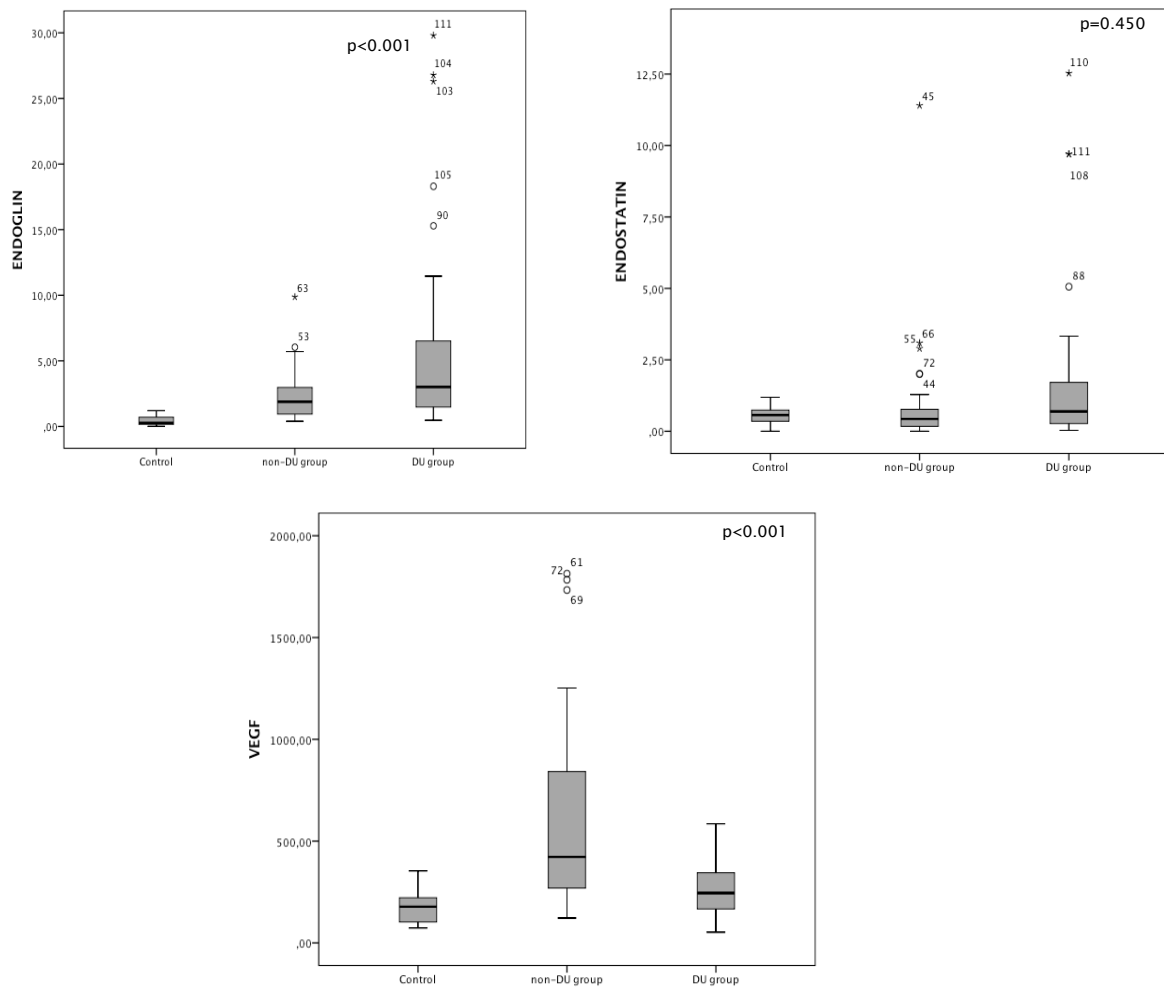 30,00
25,00
20,00
15,00
10,00
5,00
,00
ENDOGLIN
p<0.001
111
104
103
105
90
63
53
Control
non-DU group
DU group
12,50
10,00
7,50
5,00
2,50
,00
ENDOSTATIN
p=0.450
110
45
111
108
88
55 66
72
44
Control
non-DU group
DU group
2000,00
1500,00
1000,00
500,00
,00
VEGF
p<0.001
72 61
69
Control
non-DU group
DU group